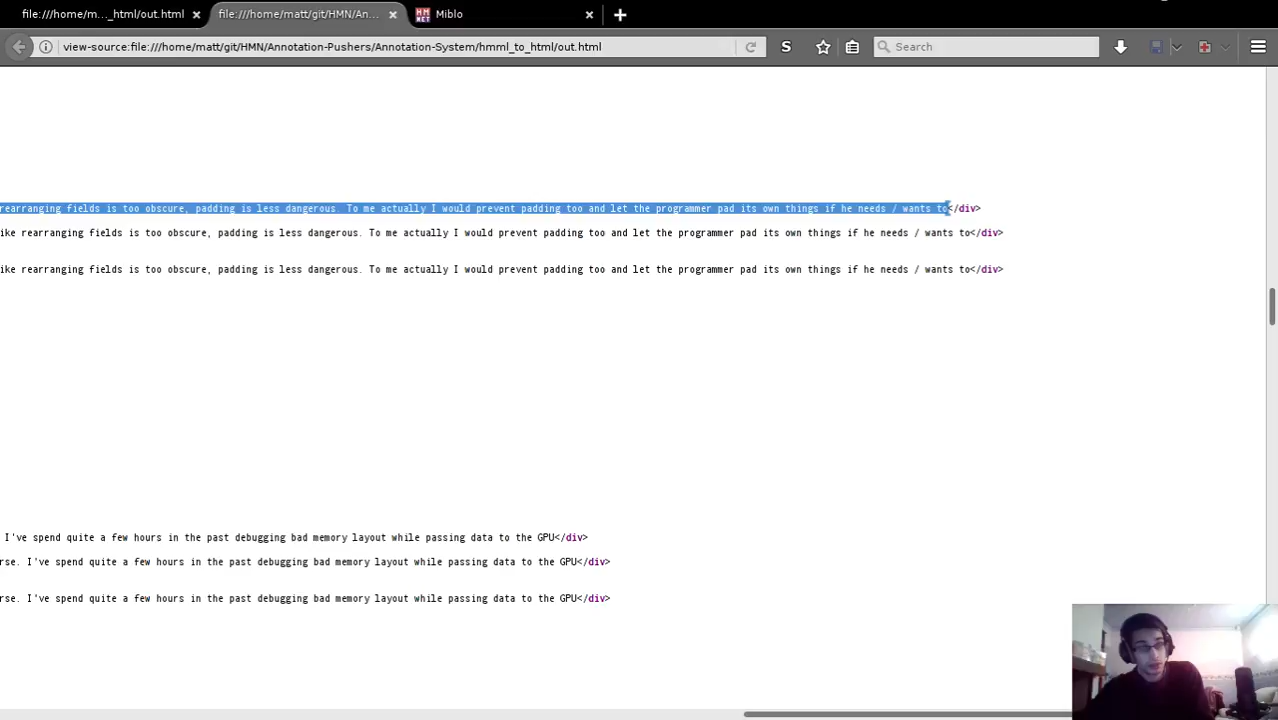 file:///home/m..._html/out.html
file:///home/matt/git/HMN/An...
HM NET Miblo
view-source:file:///home/matt/git/HMN/Annotation-Pushers/Annotation-System/hmml_to_html/out.html
S
Search
rearranging fields is too obscure, padding is less dangerous. To me actually I would prevent padding too and let the programmer pad its own things if he needs / wants to</div>
ike rearranging fields is too obscure, padding is less dangerous. To me actually I would prevent padding too and let the programmer pad its own things if he needs / wants to</div>
ike rearranging fields is too obscure, padding is less dangerous. To me actually I would prevent padding too and let the programmer pad its own things if he needs / wants to</div>
I've spend quite a few hours in the past debugging bad memory layout while passing data to the GPU</div>
rse. I've spend quite a few hours in the past debugging bad memory layout while passing data to the GPU</div>
rse. I've spend quite a few hours in the past debugging bad memory layout while passing data to the GPU</div>